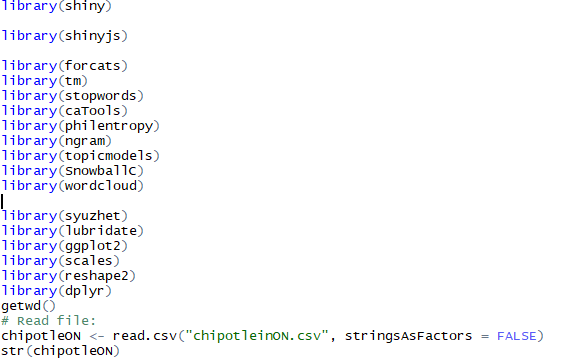 library(shiny)
library(shinyjs)
library(forcats)
library(tm)
library(stopwords)
library(caTools)
library(philentropy)
library(ngram)
library(topicmodels)
library(SnowballC)
library(wordcloud)
library(syuzhet)
library(lubridate)
library(ggplot2)
library(scales)
library(reshape2)
library(dplyr)
getwd()
# Read file:
chipotleON <- read.csv("chipotleinON.csv", stringsAsFactors = FALSE)
str(chipotleON)